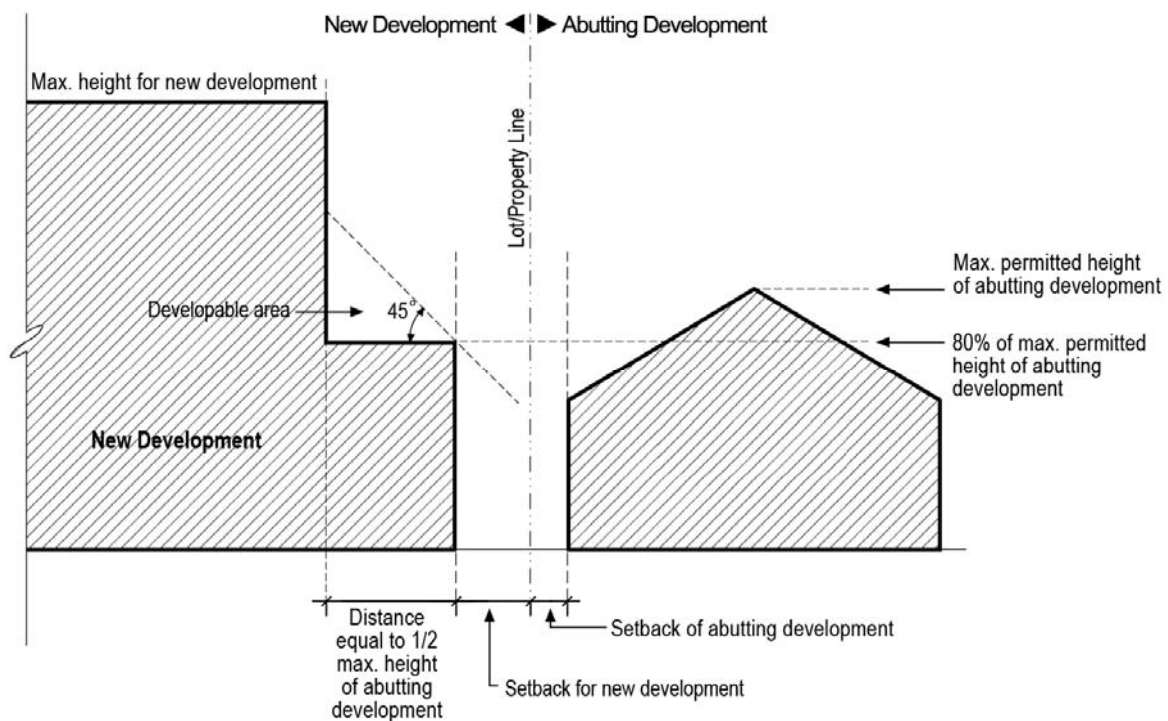 New Development ◀ ▶ Abutting Development
Max. height for new development
Lot/Property Line
Max. permitted height
of abutting development
Developable area
45°
80% of max. permitted
height of abutting
development
New Development
Distance
equal to 1/2
max. height
of abutting
development
Setback of abutting development
Setback for new development